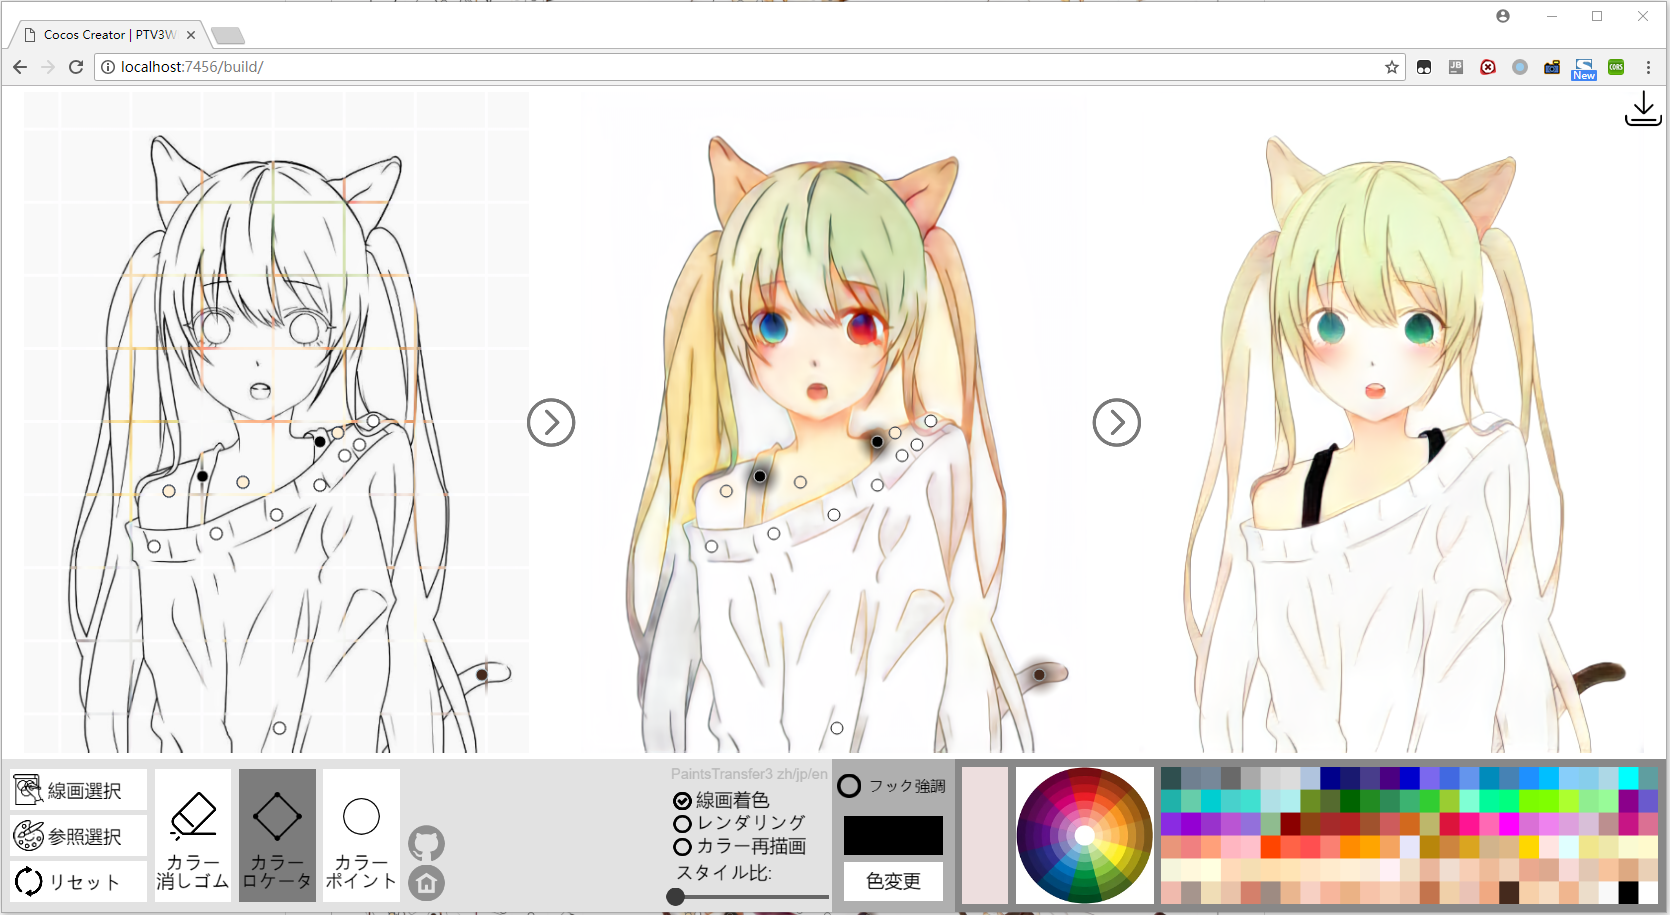 Cocos Creator | PTV3W
localhost:7456/build/
JB
New
CORS
線画選択
参照選択
リセット
カラー
消しゴム
カラー
ロケータ
カラー
ポイント
PaintsTransfer3 zh/jp/en
線画着色
レンダリング
カラー再描画
スタイル比:
フック強調
色変更